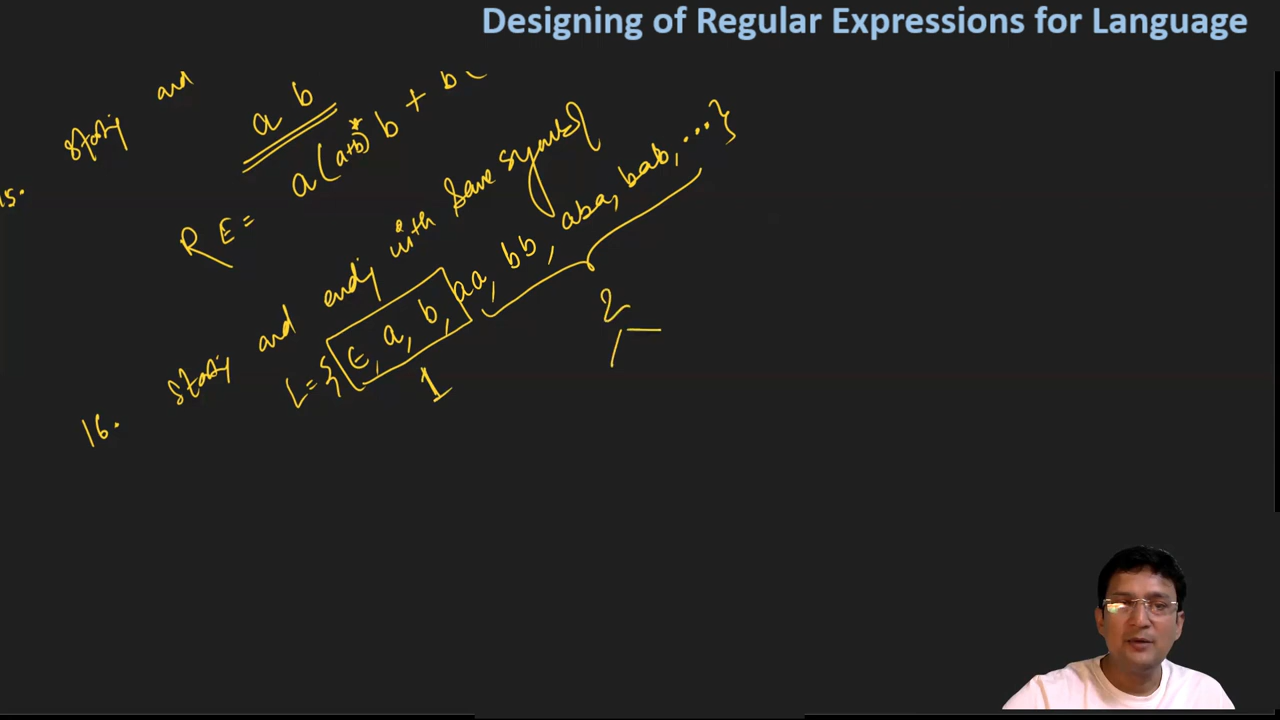 Designing of Regular Expressions for Language
15. starting and
a b
RE = a(a+b)* b + b
16. starting and ending with same symbol
L = { ϵ, a, b, aa, bb, aba, bab, ... }
1
2